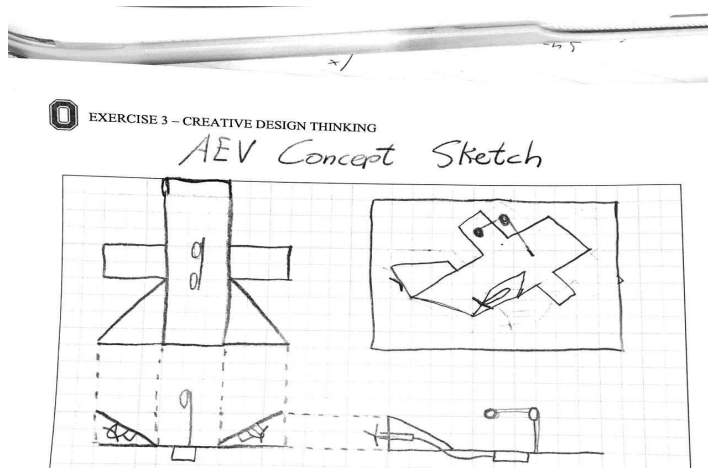 EXERCISE 3 – CREATIVE DESIGN THINKING
AEV Concept Sketch